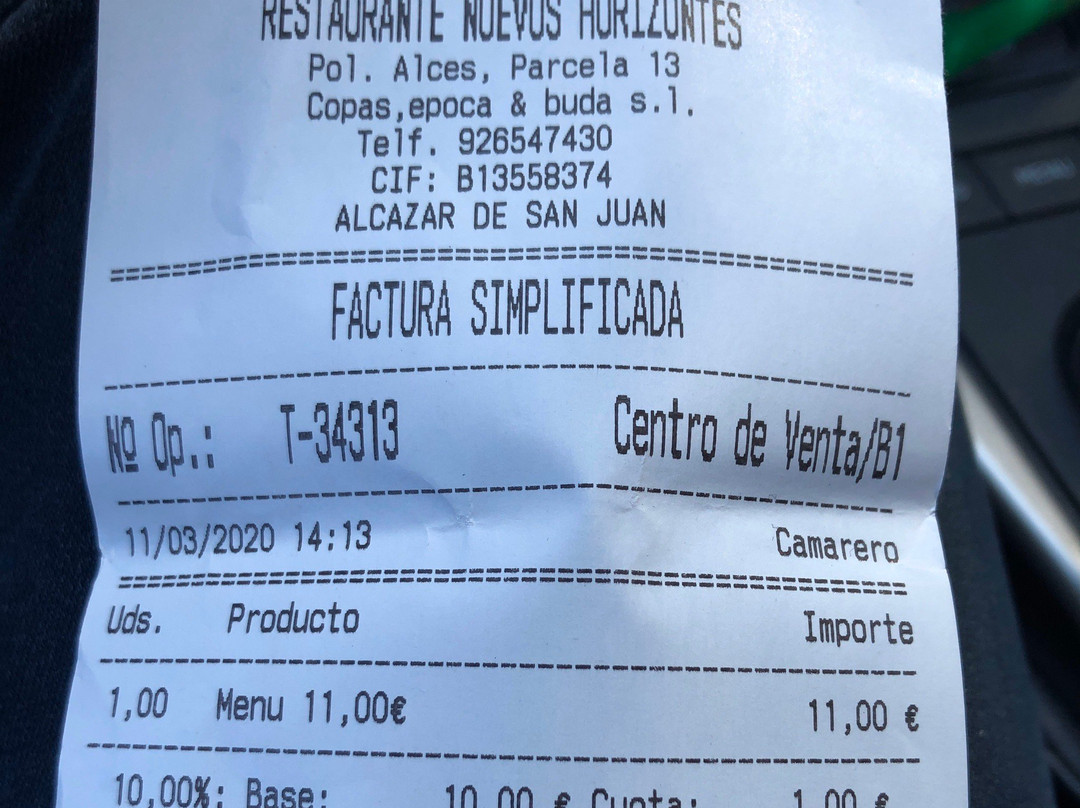 RESTAURANTE NUEVOS HORIZONTES
Pol. Alces, Parcela 13
Copas,epoca & buda s.l.
Telf. 926547430
CIF: B13558374
ALCAZAR DE SAN JUAN
FACTURA SIMPLIFICADA
Nº Op.: T-34313 Centro de Venta/B1
11/03/2020 14:13 Camarero
Uds. Producto Importe
1,00 Menu 11,00€ 11,00 €
10,00%: Base: 10,00 € Cuota: 1,00 €
MENU